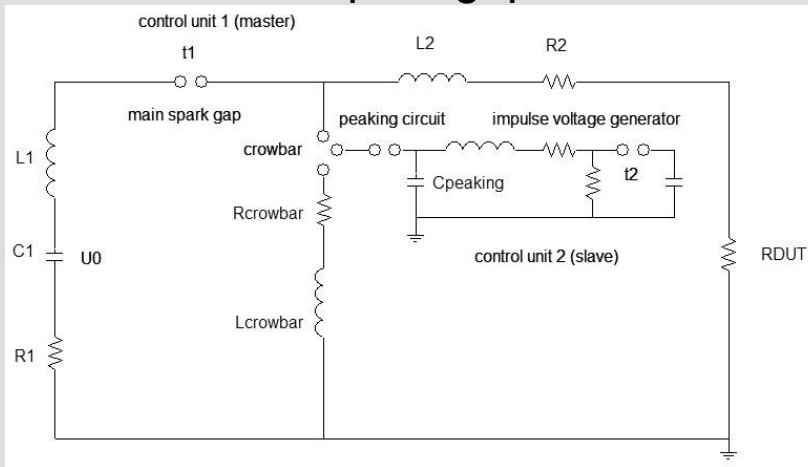 control unit 1 (master)
t1
L2
R2
main spark gap
peaking circuit
impulse voltage generator
crowbar
L1
t2
Cpeaking
Rcrowbar
C1
U0
control unit 2 (slave)
RDUT
Lcrowbar
R1